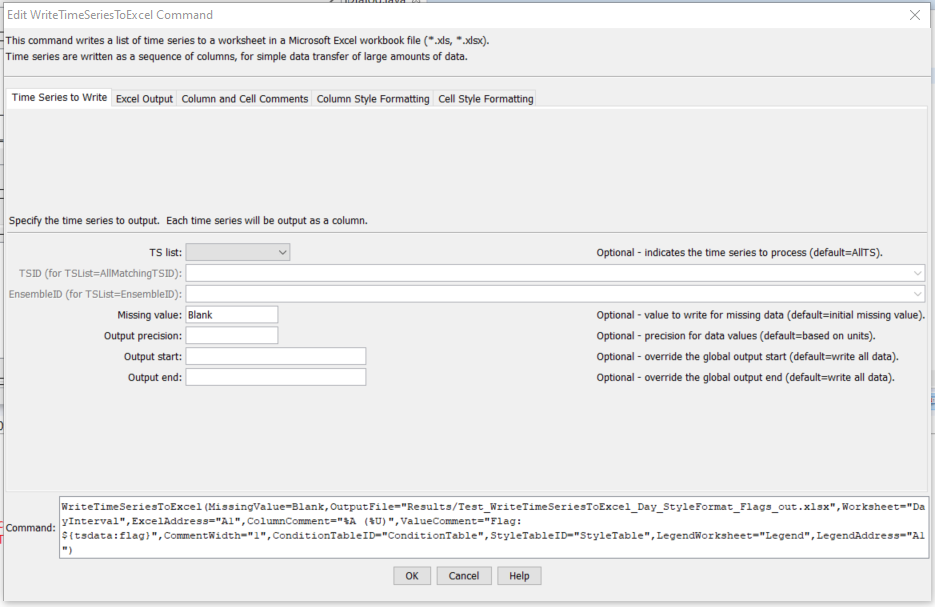 Edit WriteTimeSeriesToExcel Command
This command writes a list of time series to a worksheet in a Microsoft Excel workbook file (*.xls, *.xlsx).
Time series are written as a sequence of columns, for simple data transfer of large amounts of data.
Time Series to Write Excel Output Column and Cell Comments Column Style Formatting Cell Style Formatting
Specify the time series to output. Each time series will be output as a column.
TS list: Optional - indicates the time series to process (default=AllTS).
TSID (for TSList=AllMatchingTSID):
EnsembleID (for TSList=EnsembleID):
Missing value: Blank Optional - value to write for missing data (default=initial missing value).
Output precision: Optional - precision for data values (default=based on units).
Output start: Optional - override the global output start (default=write all data).
Output end: Optional - override the global output end (default=write all data).
Command:
WriteTimeSeriesToExcel(MissingValue=Blank,OutputFile="Results/Test_WriteTimeSeriesToExcel_Day_StyleFormat_Flags_out.xlsx",Worksheet="Da
yInterval",ExcelAddress="A1",ColumnComment="%A (%U)",ValueComment="Flag:
${tsdata:flag}",CommentWidth="1",ConditionTableID="ConditionTable",StyleTableID="StyleTable",LegendWorksheet="Legend",LegendAddress="A1
")
OK Cancel Help